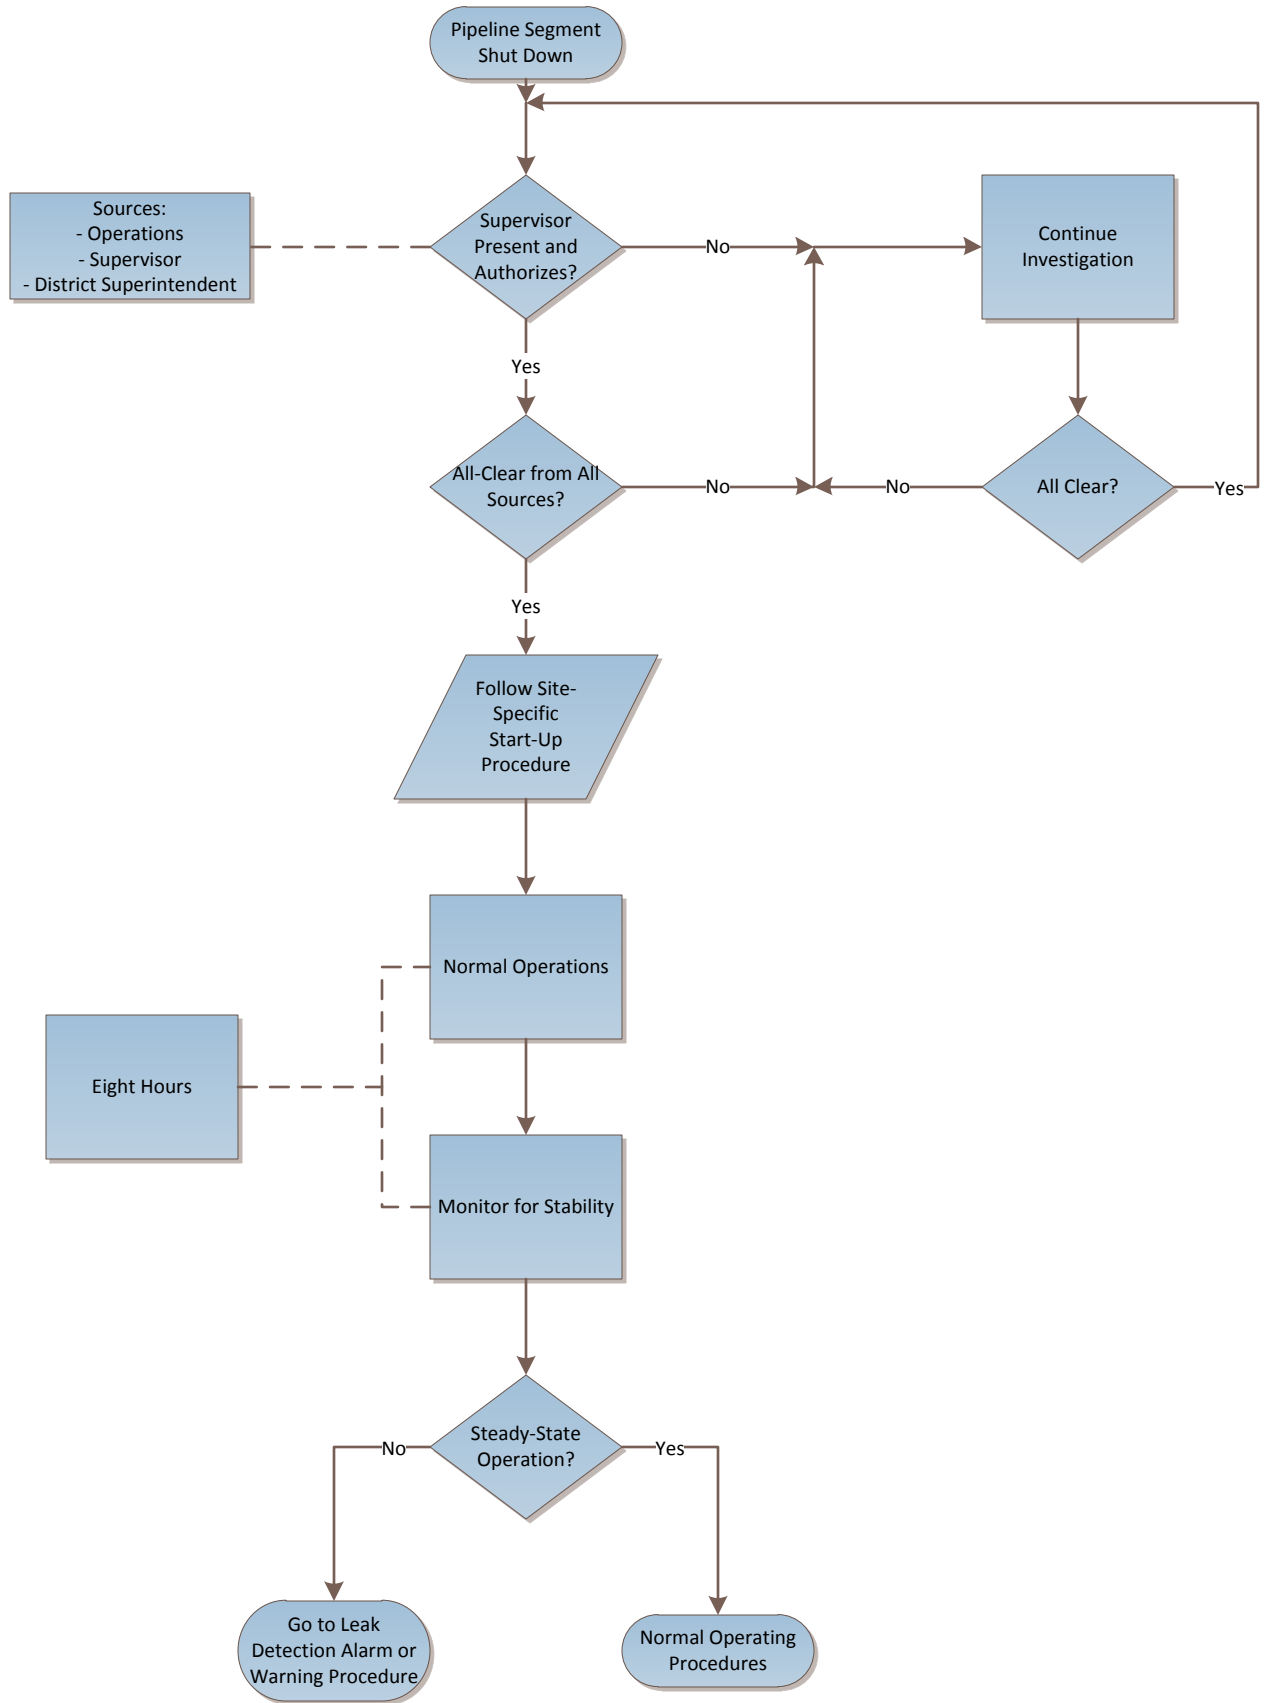 Pipeline Segment
Shut Down
Sources:
- Operations
- Supervisor
- District Superintendent
Supervisor
Present and
Authorizes?
No
Continue
Investigation
Yes
All-Clear from All
Sources?
No
No
All Clear?
Yes
Yes
Follow Site-
Specific
Start-Up
Procedure
Normal Operations
Eight Hours
Monitor for Stability
Steady-State
Operation?
No
Yes
Go to Leak
Detection Alarm or
Warning Procedure
Normal Operating
Procedures